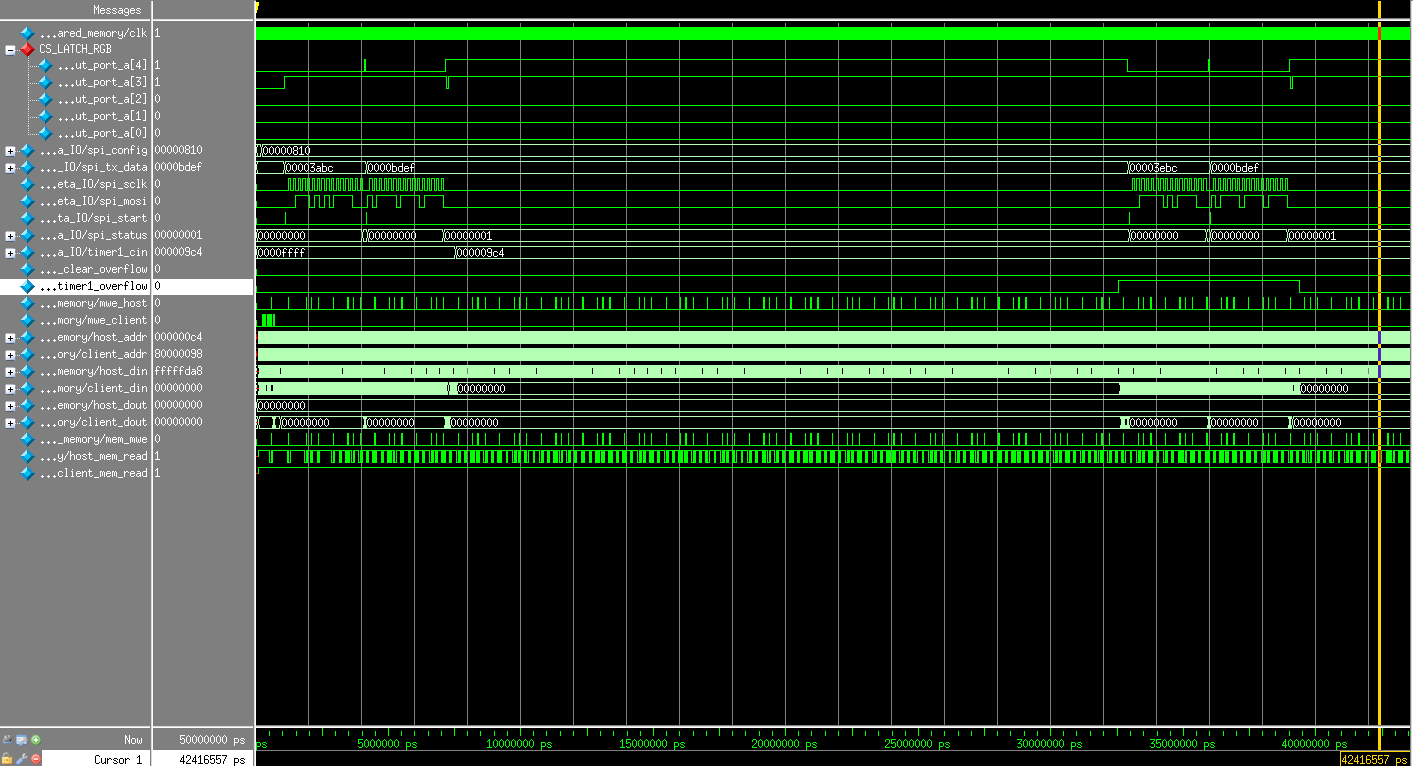 Messages
...ared_memory/clk 1
CS_LATCH_RGB
...ut_port_a[4] 1
...ut_port_a[3] 1
...ut_port_a[2] 0
...ut_port_a[1] 0
...ut_port_a[0] 0
...a_IO/spi_config 00000810 00000810
..._IO/spi_tx_data 0000bdef 00003abc 0000bdef 00003ebc 0000bdef
...eta_IO/spi_sclk 0
...eta_IO/spi_mosi 0
...ta_IO/spi_start 0
...a_IO/spi_status 00000001 00000000 00000000 00000001 00000000 00000000 00000001
...a_IO/timer1_cin 000009c4 0000ffff 000009c4
..._clear_overflow 0
...timer1_overflow 0
...memory/mwe_host 0
...mory/mwe_client 0
...emory/host_addr 000000c4
...ory/client_addr 80000098
...memory/host_din fffffda8
...mory/client_din 00000000 00000000 00000000
...emory/host_dout 00000000 00000000
...ory/client_dout 00000000 00000000 00000000 00000000 00000000 00000000 00000000
..._memory/mem_mwe 0
...y/host_mem_read 1
...client_mem_read 1
Now 50000000 ps ps 5000000 ps 10000000 ps 15000000 ps 20000000 ps 25000000 ps 30000000 ps 35000000 ps 40000000 ps
Cursor 1 42416557 ps 42416557 ps